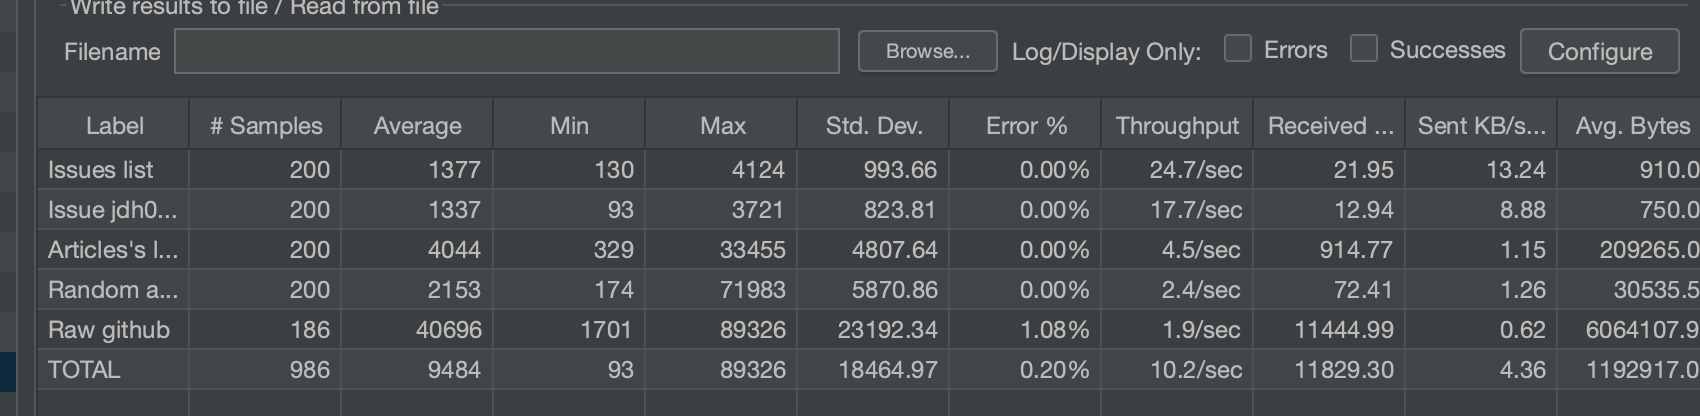 Write results to file / Read from file
Filename Browse... Log/Display Only: Errors Successes Configure
Label # Samples Average Min Max Std. Dev. Error % Throughput Received ... Sent KB/s... Avg. Bytes
Issues list 200 1377 130 4124 993.66 0.00% 24.7/sec 21.95 13.24 910.0
Issue jdh0... 200 1337 93 3721 823.81 0.00% 17.7/sec 12.94 8.88 750.0
Articles's l... 200 4044 329 33455 4807.64 0.00% 4.5/sec 914.77 1.15 209265.0
Random a... 200 2153 174 71983 5870.86 0.00% 2.4/sec 72.41 1.26 30535.5
Raw github 186 40696 1701 89326 23192.34 1.08% 1.9/sec 11444.99 0.62 6064107.9
TOTAL 986 9484 93 89326 18464.97 0.20% 10.2/sec 11829.30 4.36 1192917.0